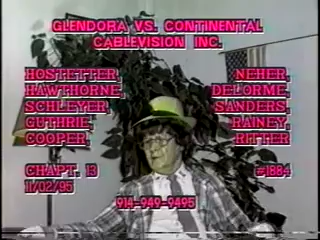 GLENDORA VS. CONTINENTAL
CABLEVISION INC.
HOSTETTER, NEHER,
HAWTHORNE, DELORME,
SCHLEYER, SANDERS,
GUTHRIE, RAINEY,
COOPER, RITTER
CHAPT. 13 #1884
11/02/95
914-949-9495